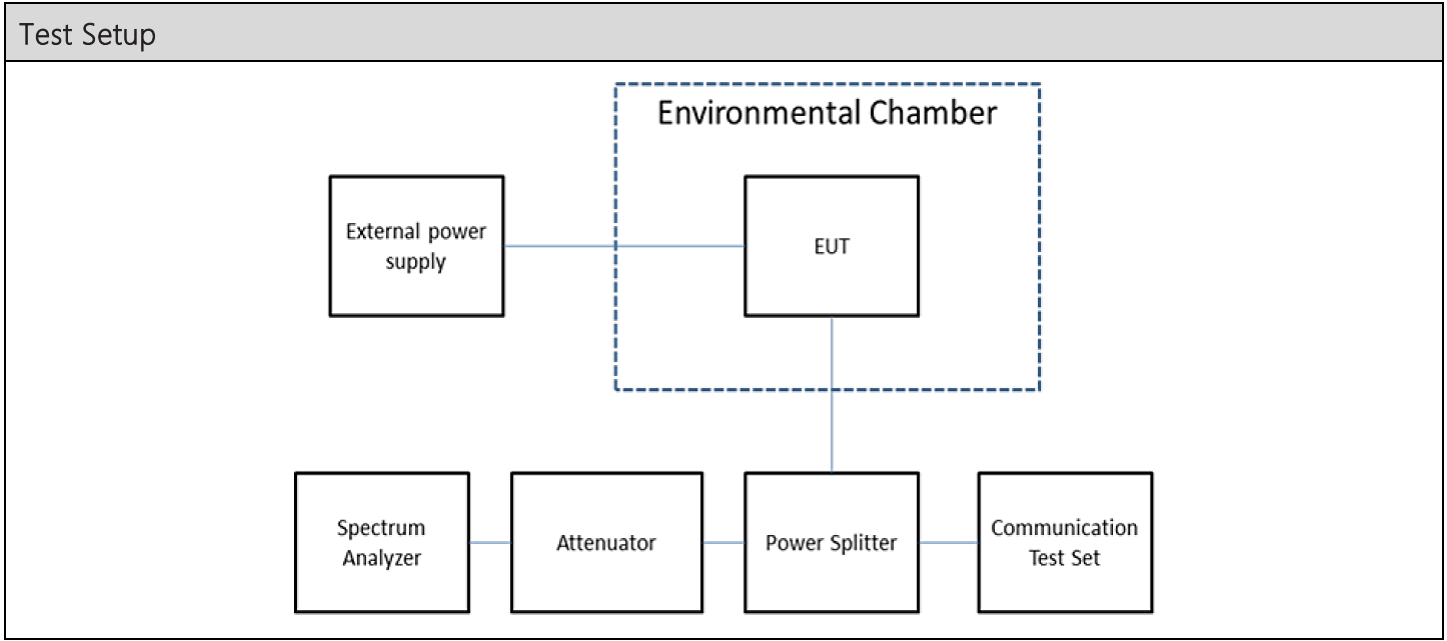 Test Setup
Environmental Chamber
External power
supply
EUT
Spectrum
Analyzer
Attenuator
Power Splitter
Communication
Test Set